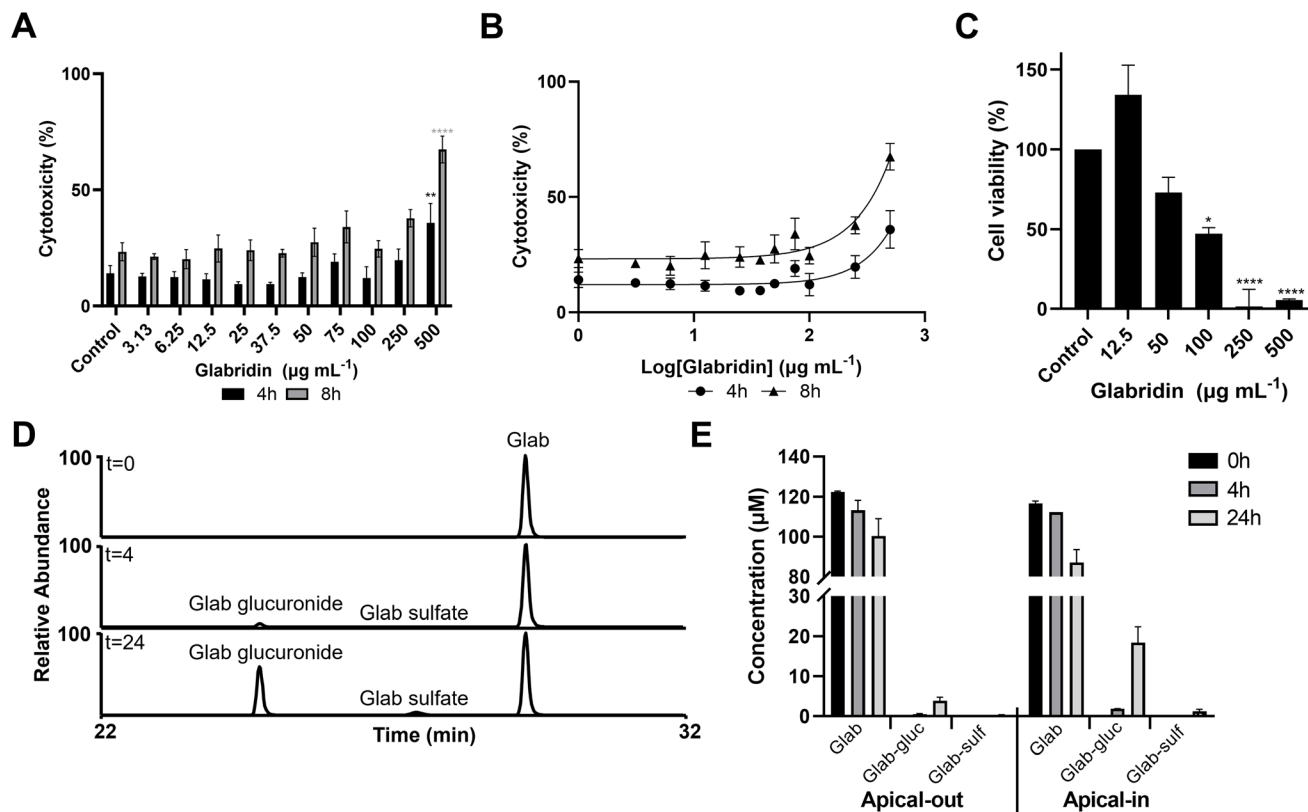 A
100
50
0
Cytotoxicity (%)
****
**
Control
3.13
6.25
12.5
25
37.5
50
75
100
250
500
Glabridin (µg mL⁻¹)
4h 8h
B
100
50
0
Cytotoxicity (%)
0 1 2 3
Log[Glabridin] (µg mL⁻¹)
4h 8h
C
150
100
50
0
Cell viability (%)
*
****
****
Control
12.5
50
100
250
500
Glabridin (µg mL⁻¹)
D
Glab
100 t=0
100 t=4
Glab glucuronide Glab sulfate
100 t=24
Glab glucuronide
Glab sulfate
Relative Abundance
22 Time (min) 32
E
140
120
100
80
30
20
10
0
Concentration (µM)
0h
4h
24h
Glab
Glab-gluc
Glab-sulf
Glab
Glab-gluc
Glab-sulf
Apical-out Apical-in